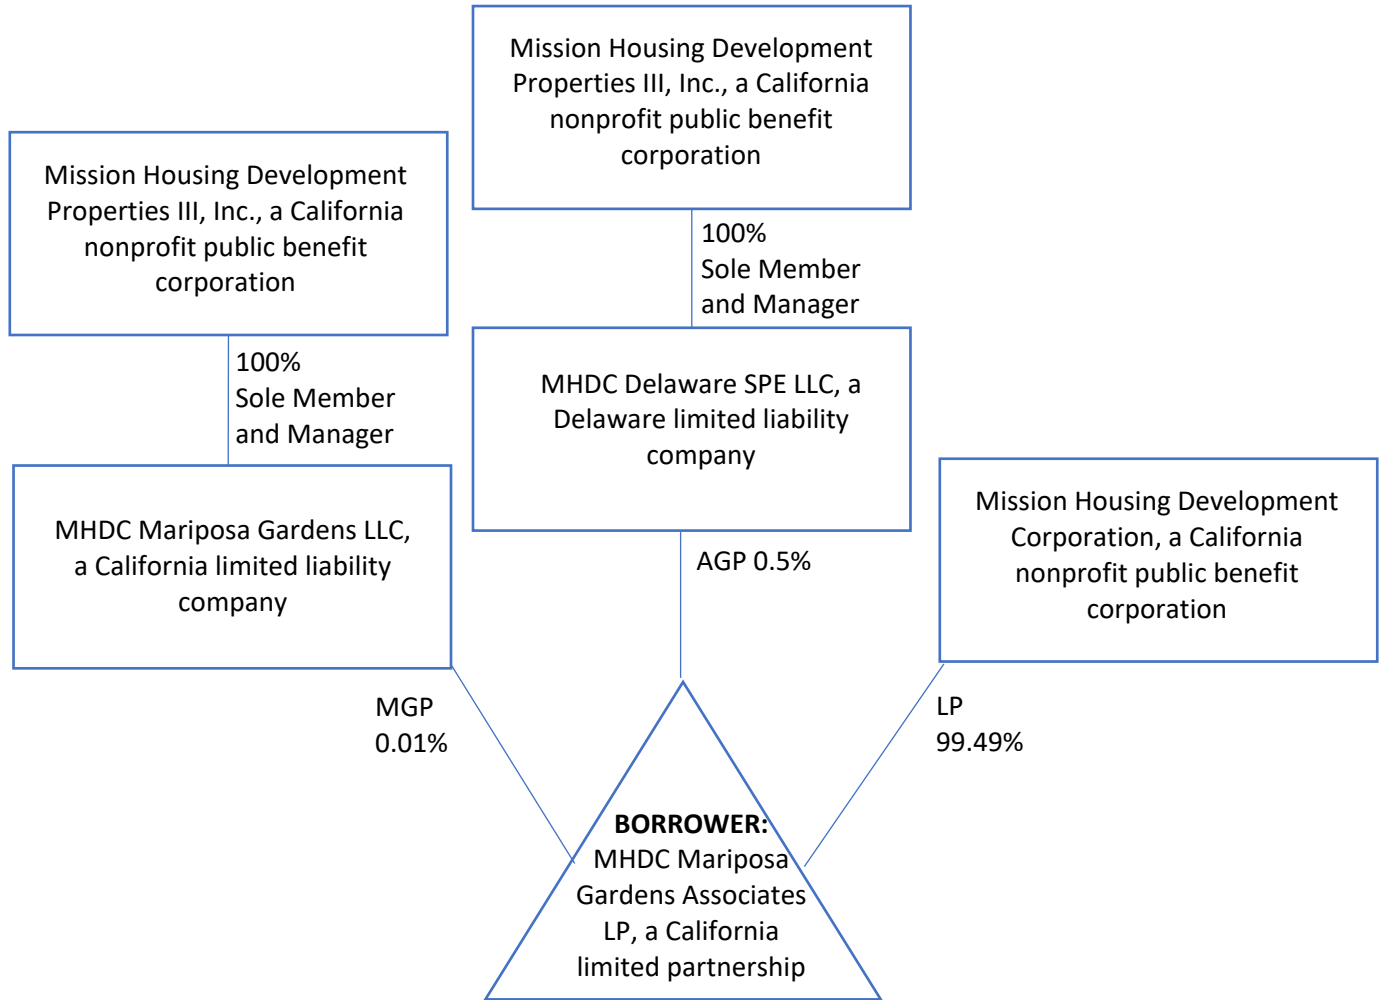 Mission Housing Development
Properties III, Inc., a California
nonprofit public benefit
corporation
Mission Housing Development
Properties III, Inc., a California
nonprofit public benefit
corporation
100%
Sole Member
and Manager
100%
Sole Member
and Manager
MHDC Delaware SPE LLC, a
Delaware limited liability
company
MHDC Mariposa Gardens LLC,
a California limited liability
company
Mission Housing Development
Corporation, a California
nonprofit public benefit
corporation
AGP 0.5%
MGP
0.01%
LP
99.49%
BORROWER:
MHDC Mariposa
Gardens Associates
LP, a California
limited partnership